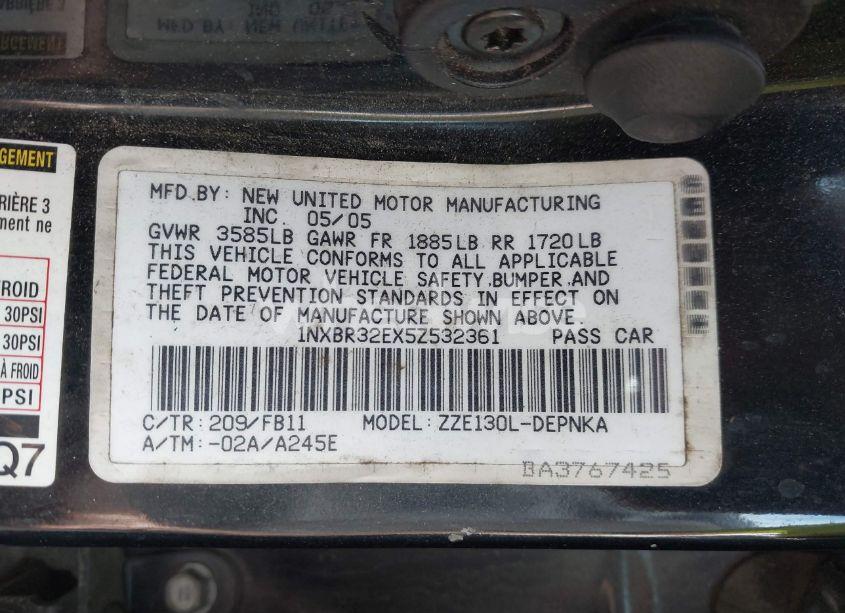 GEMENT
RIÈRE 3
ment ne
FROID
30PSI
30PSI
À FROID
PSI
Q7
MFD.BY: NEW UNITED MOTOR MANUFACTURING
INC. 05/05
GVWR 3585LB GAWR FR 1885LB RR 1720LB
THIS VEHICLE CONFORMS TO ALL APPLICABLE
FEDERAL MOTOR VEHICLE SAFETY,BUMPER,AND
THEFT PREVENTION STANDARDS IN EFFECT ON
THE DATE OF MANUFACTURE SHOWN ABOVE.
1NXBR32EX5Z532361 PASS CAR
C/TR: 209/FB11 MODEL: ZZE130L-DEPNKA
A/TM: -02A/A245E
BA3767425